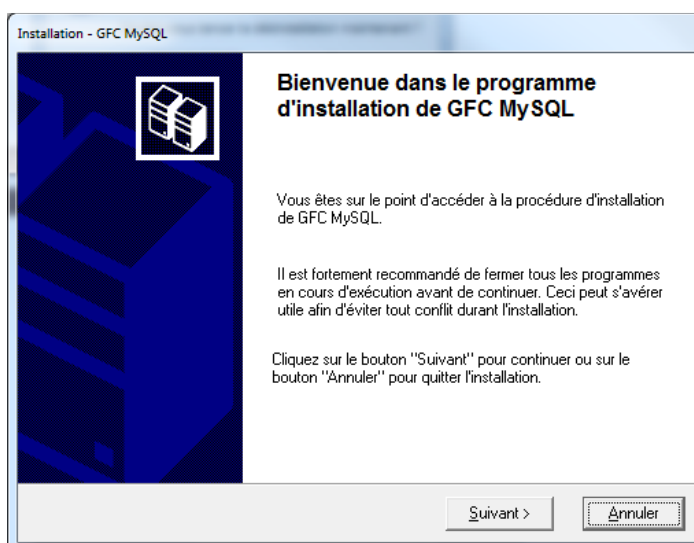 Installation - GFC MySQL
Bienvenue dans le programme
d'installation de GFC MySQL
Vous êtes sur le point d'accéder à la procédure d'installation
de GFC MySQL.
Il est fortement recommandé de fermer tous les programmes
en cours d'exécution avant de continuer. Ceci peut s'avérer
utile afin d'éviter tout conflit durant l'installation.
Cliquez sur le bouton "Suivant" pour continuer ou sur le
bouton "Annuler" pour quitter l'installation.
Suivant >
Annuler